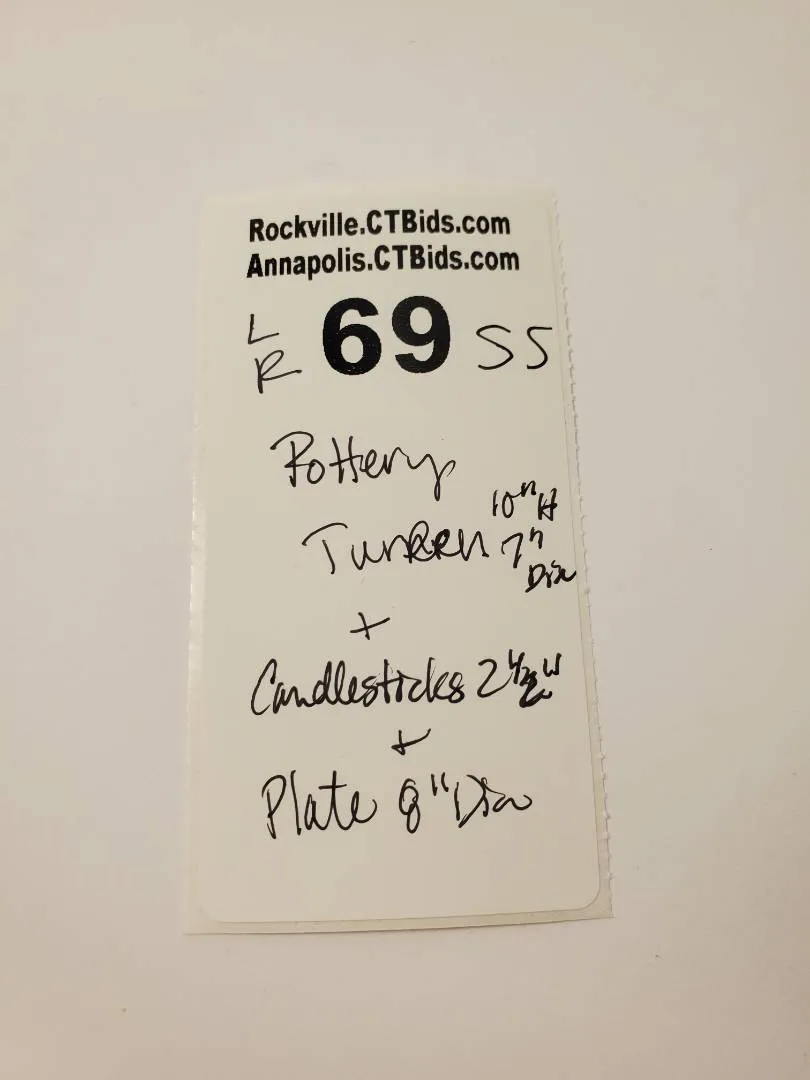 Rockville.CTBids.com
Annapolis.CTBids.com
L R 69 SS
Pottery
10" H
Tureen 7"
Dia
+
Candlesticks 2 1/2"
+
Plate 8" Dia